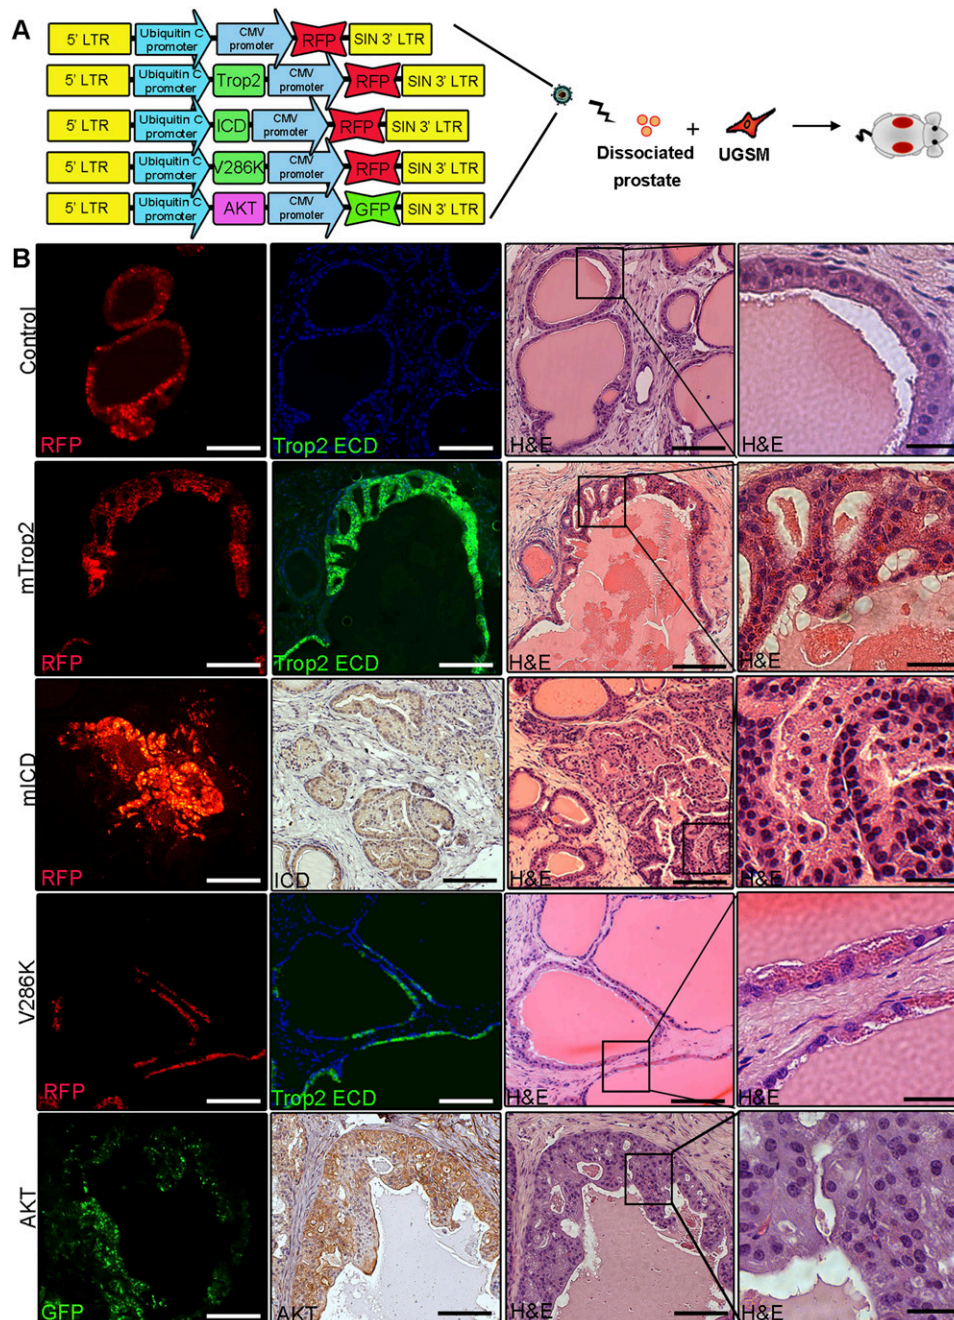 A
5' LTR
Ubiquitin C
promoter
CMV
promoter
RFP
SIN 3' LTR
5' LTR
Ubiquitin C
promoter
Trop2
CMV
promoter
RFP
SIN 3' LTR
5' LTR
Ubiquitin C
promoter
ICD
CMV
promoter
RFP
SIN 3' LTR
5' LTR
Ubiquitin C
promoter
V286K
CMV
promoter
RFP
SIN 3' LTR
5' LTR
Ubiquitin C
promoter
AKT
CMV
promoter
GFP
SIN 3' LTR
Dissociated
prostate
+
UGSM
B
Control
RFP
Trop2 ECD
H&E
H&E
mTrop2
RFP
Trop2 ECD
H&E
H&E
mICD
RFP
ICD
H&E
H&E
V286K
RFP
Trop2 ECD
H&E
H&E
AKT
GFP
AKT
H&E
H&E